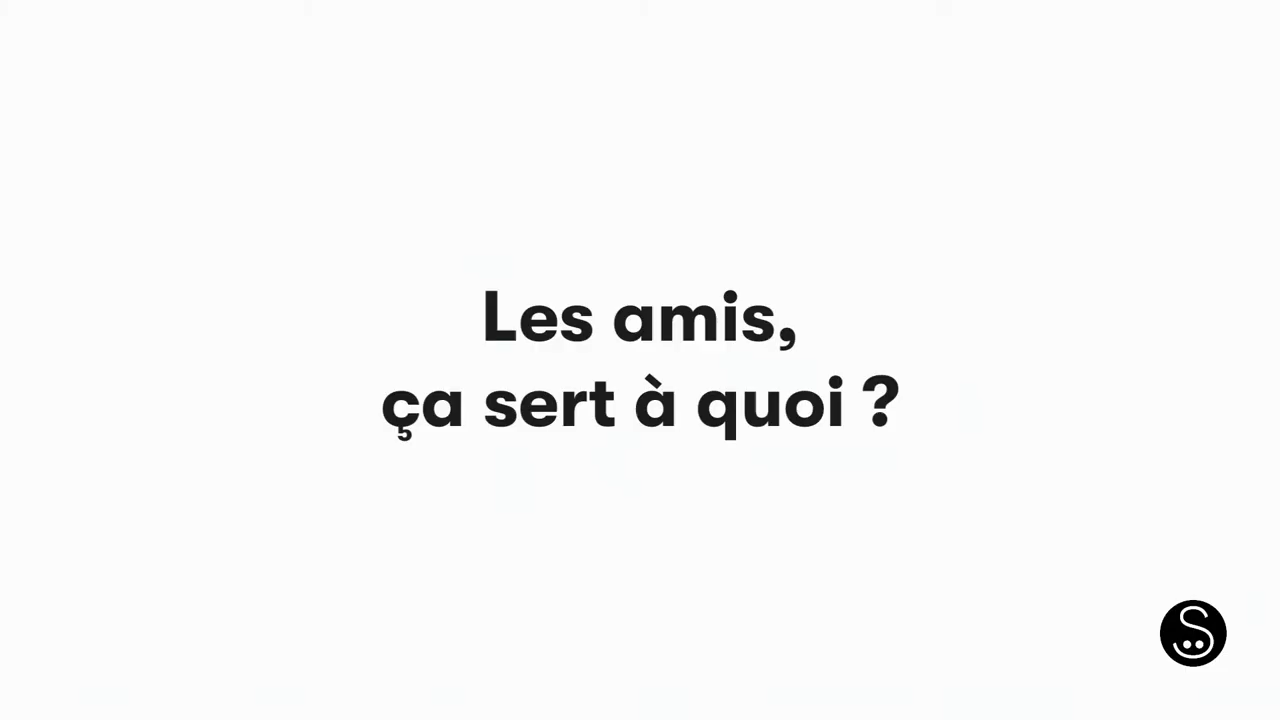 Les amis,
ça sert à quoi ?
S